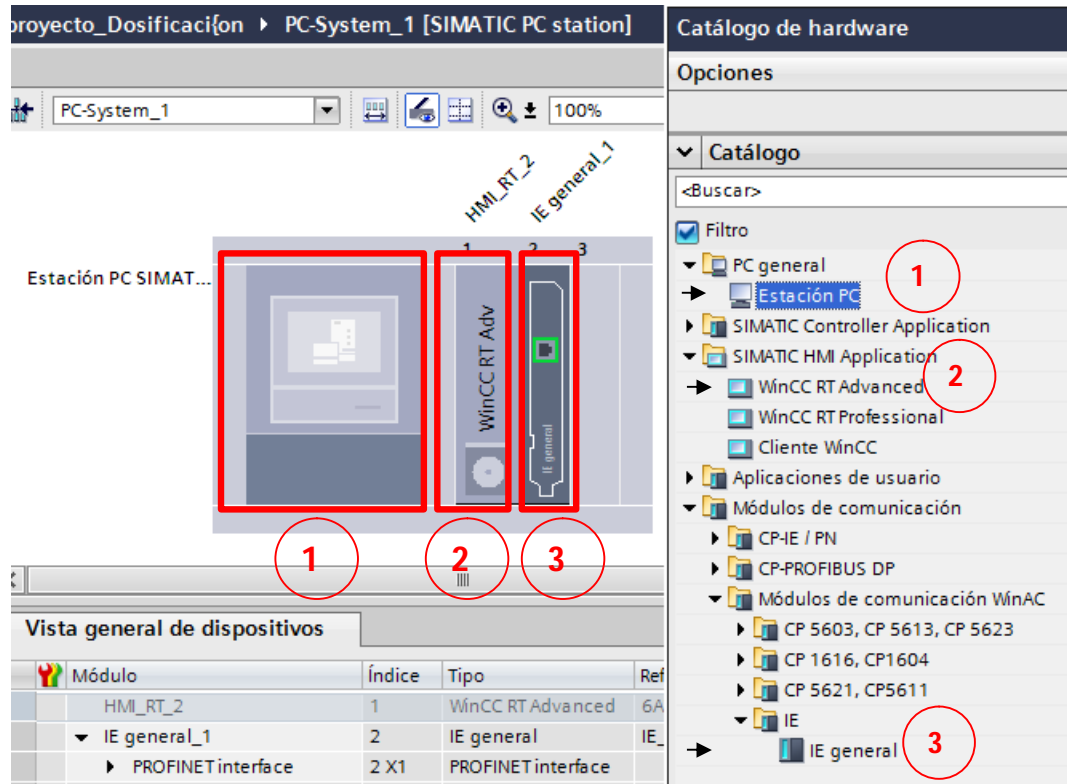 proyecto_Dosificaci{on ▸ PC-System_1 [SIMATIC PC station]
PC-System_1
100%
HMI_RT_2
IE general_1
1 2 3
Estación PC SIMAT...
WinCC RT Adv
IE general
1
2
3
Vista general de dispositivos
Módulo Índice Tipo Ref
HMI_RT_2 1 WinCC RT Advanced 6A
IE general_1 2 IE general IE_
PROFINET interface 2 X1 PROFINET interface
Catálogo de hardware
Opciones
Catálogo
<Buscar>
Filtro
PC general
Estación PC
1
SIMATIC Controller Application
SIMATIC HMI Application
2
WinCC RT Advanced
WinCC RT Professional
Cliente WinCC
Aplicaciones de usuario
Módulos de comunicación
CP-IE / PN
CP-PROFIBUS DP
Módulos de comunicación WinAC
CP 5603, CP 5613, CP 5623
CP 1616, CP1604
CP 5621, CP5611
IE
IE general
3